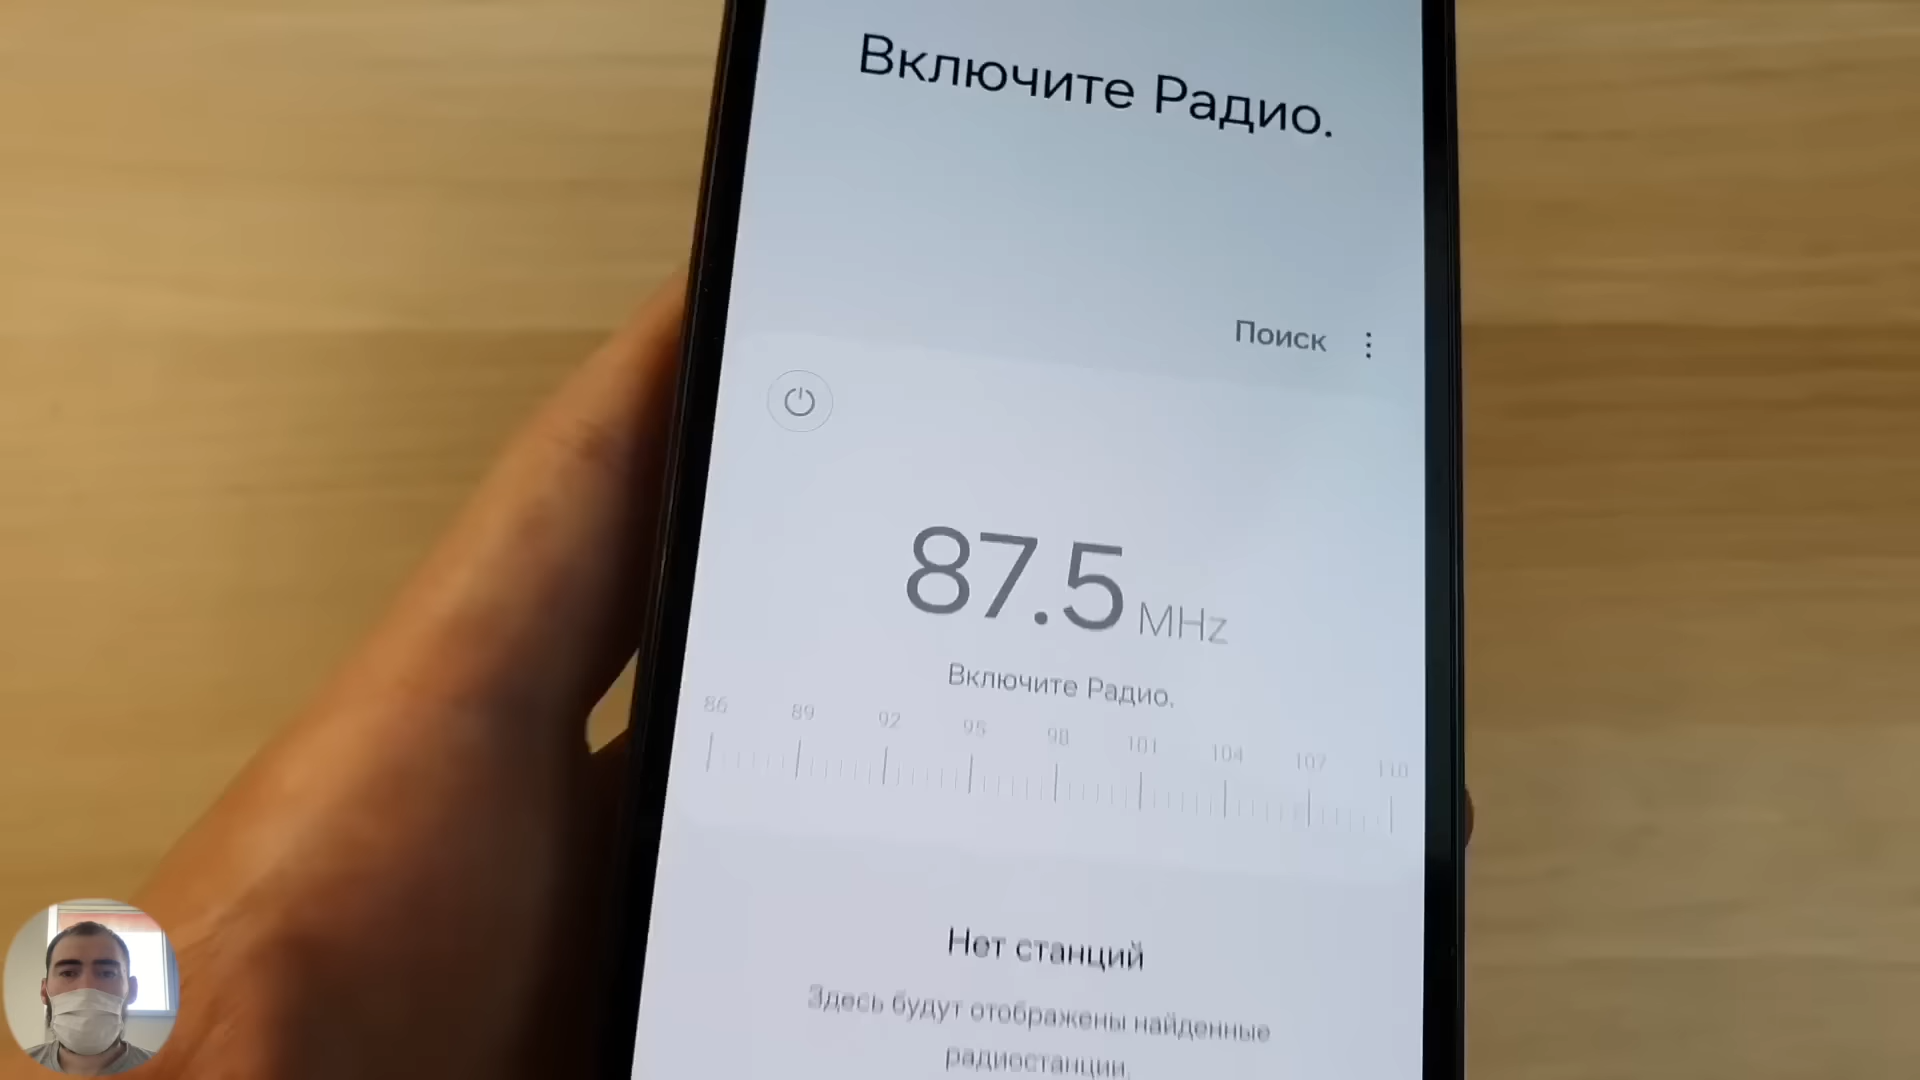 Включите Радио.
Поиск
87.5 MHz
Включите Радио.
86 89 92 95 98 101 104 107 110
Нет станций
Здесь будут отображены найденные
радиостанции.